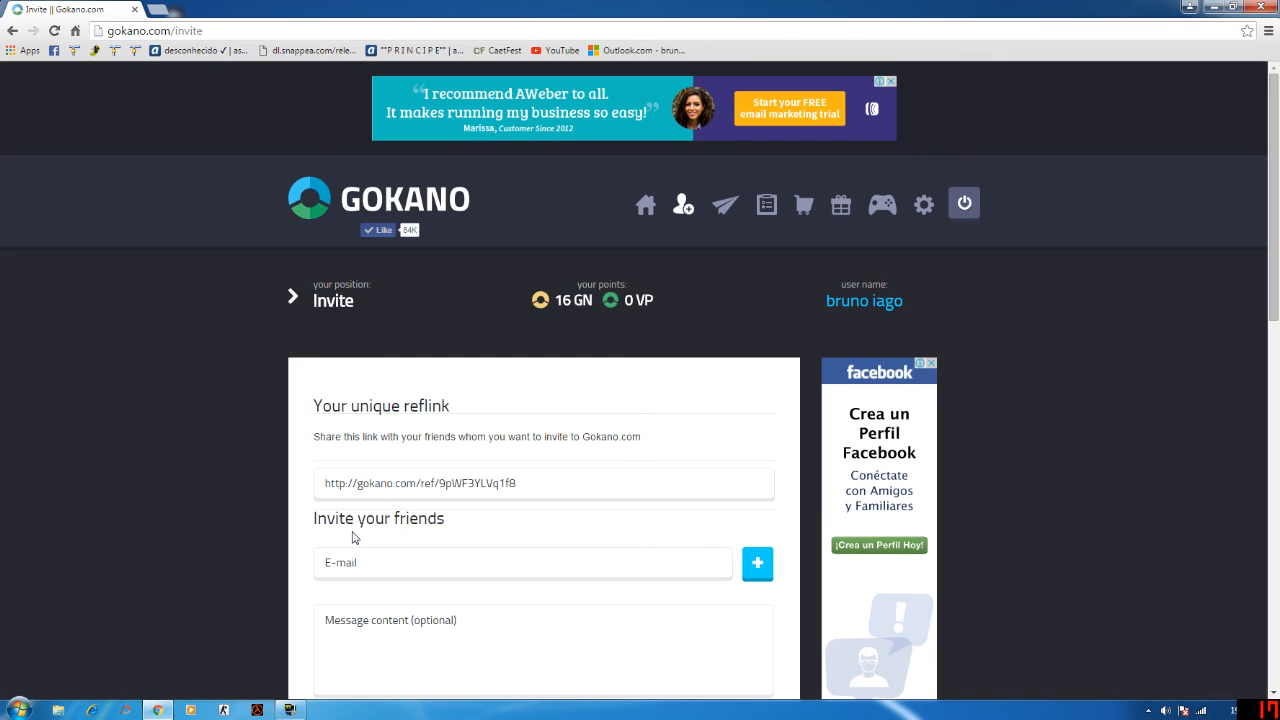 Invite || Gokano.com
gokano.com/invite
Apps
desconhecido ✓ | as...
dl.snappea.com/rele...
**P R I N C I P E** | a...
CF CaetFest
YouTube
Outlook.com - brun...
“I recommend AWeber to all.
It makes running my business so easy!”
Marissa, Customer Since 2012
Start your FREE
email marketing trial
GOKANO
Like 84K
your position:
Invite
your points:
16 GN 0 VP
user name:
bruno iago
Your unique reflink
Share this link with your friends whom you want to invite to Gokano.com
http://gokano.com/ref/9pWF3YLVq1f8
Invite your friends
E-mail
Message content (optional)
facebook
Crea un
Perfil
Facebook
Conéctate
con Amigos
y Familiares
¡Crea un Perfil Hoy!
17